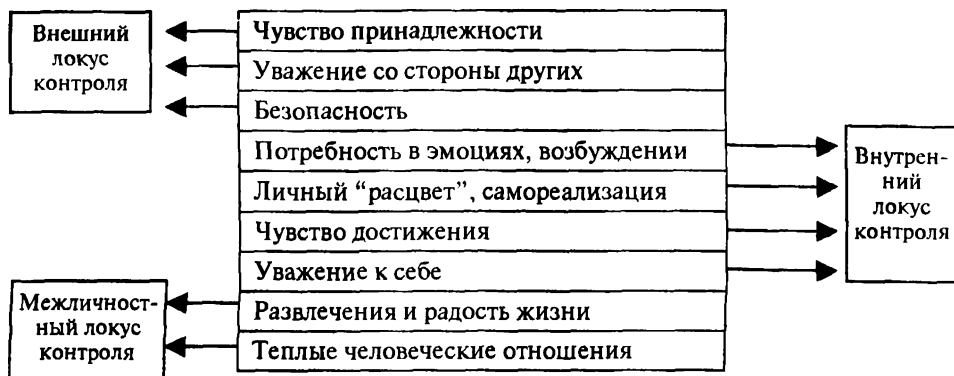 Внешний
локус
контроля
Чувство принадлежности
Уважение со стороны других
Безопасность
Потребность в эмоциях, возбуждении
Личный “расцвет”, самореализация
Чувство достижения
Уважение к себе
Развлечения и радость жизни
Теплые человеческие отношения
Внутрен-
ний
локус
контроля
Межличност-
ный локус
контроля